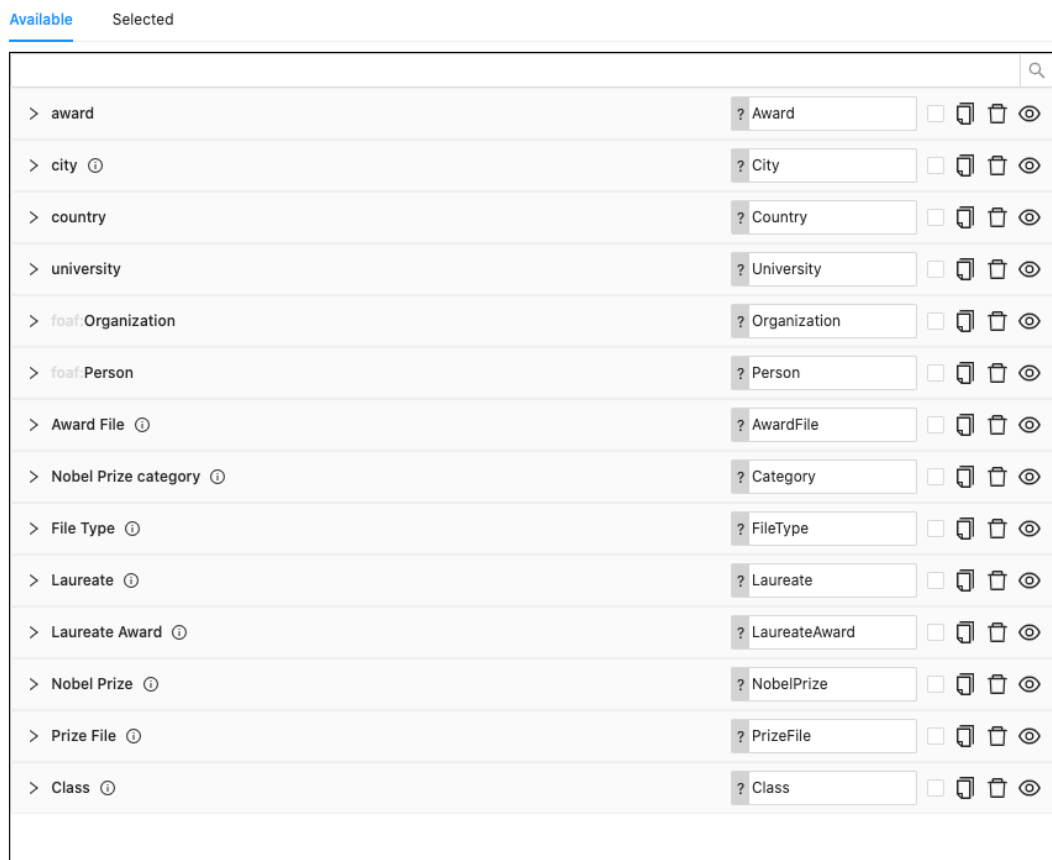 Available Selected
award ? Award
city ? City
country ? Country
university ? University
foaf:Organization ? Organization
foaf:Person ? Person
Award File ? AwardFile
Nobel Prize category ? Category
File Type ? FileType
Laureate ? Laureate
Laureate Award ? LaureateAward
Nobel Prize ? NobelPrize
Prize File ? PrizeFile
Class ? Class